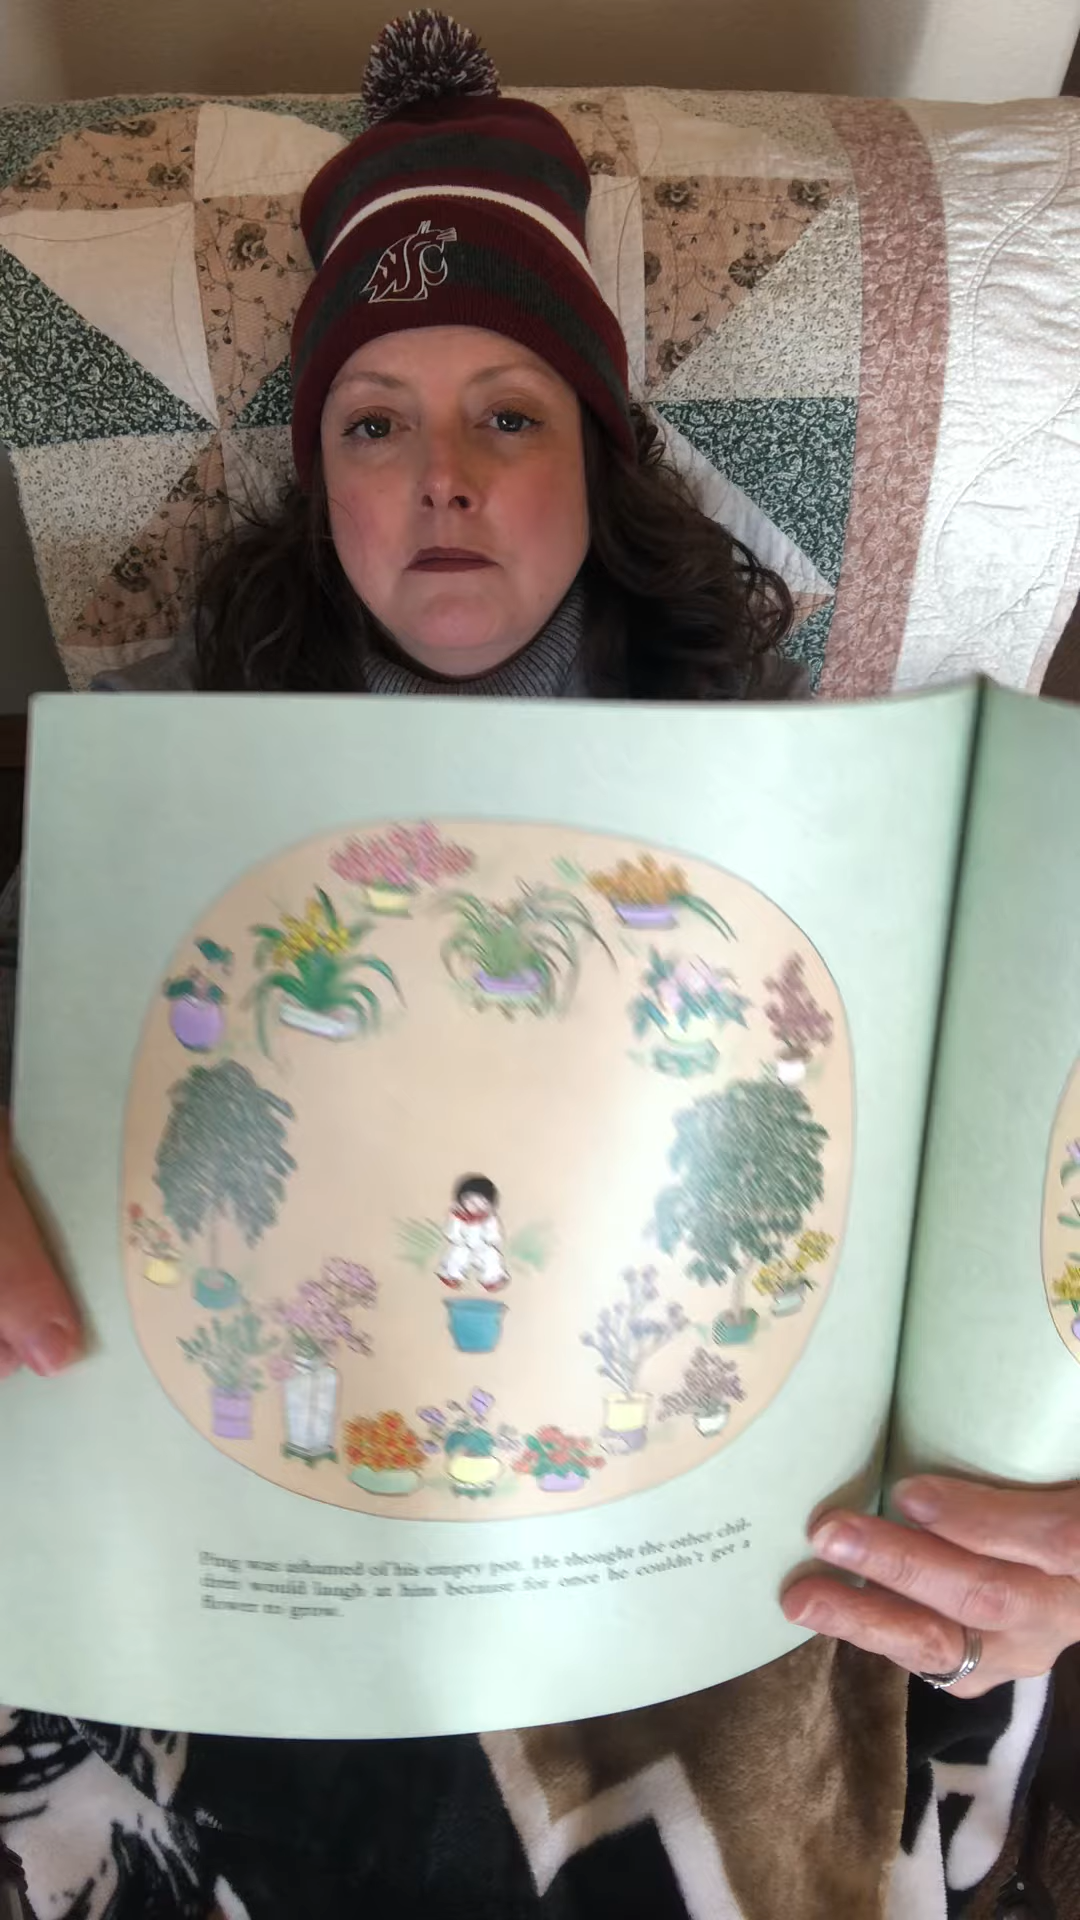 WSC
Ping was ashamed of his empty pot. He thought the other chil-
dren would laugh at him because for once he couldn't get a
flower to grow.